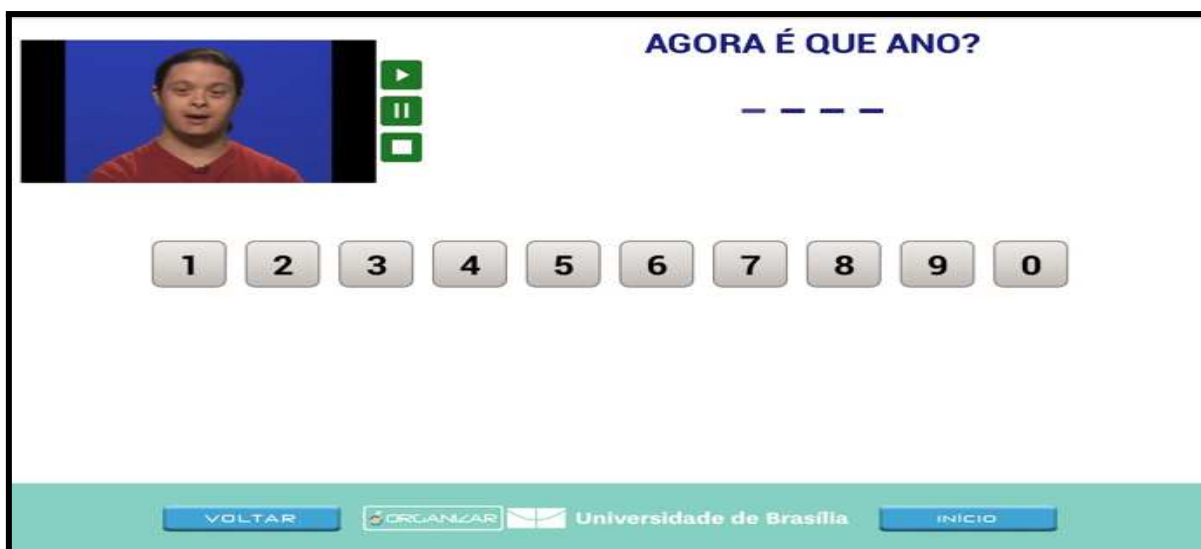 AGORA É QUE ANO?
1 2 3 4 5 6 7 8 9 0
VOLTAR ORGANIZAR Universidade de Brasília INÍCIO